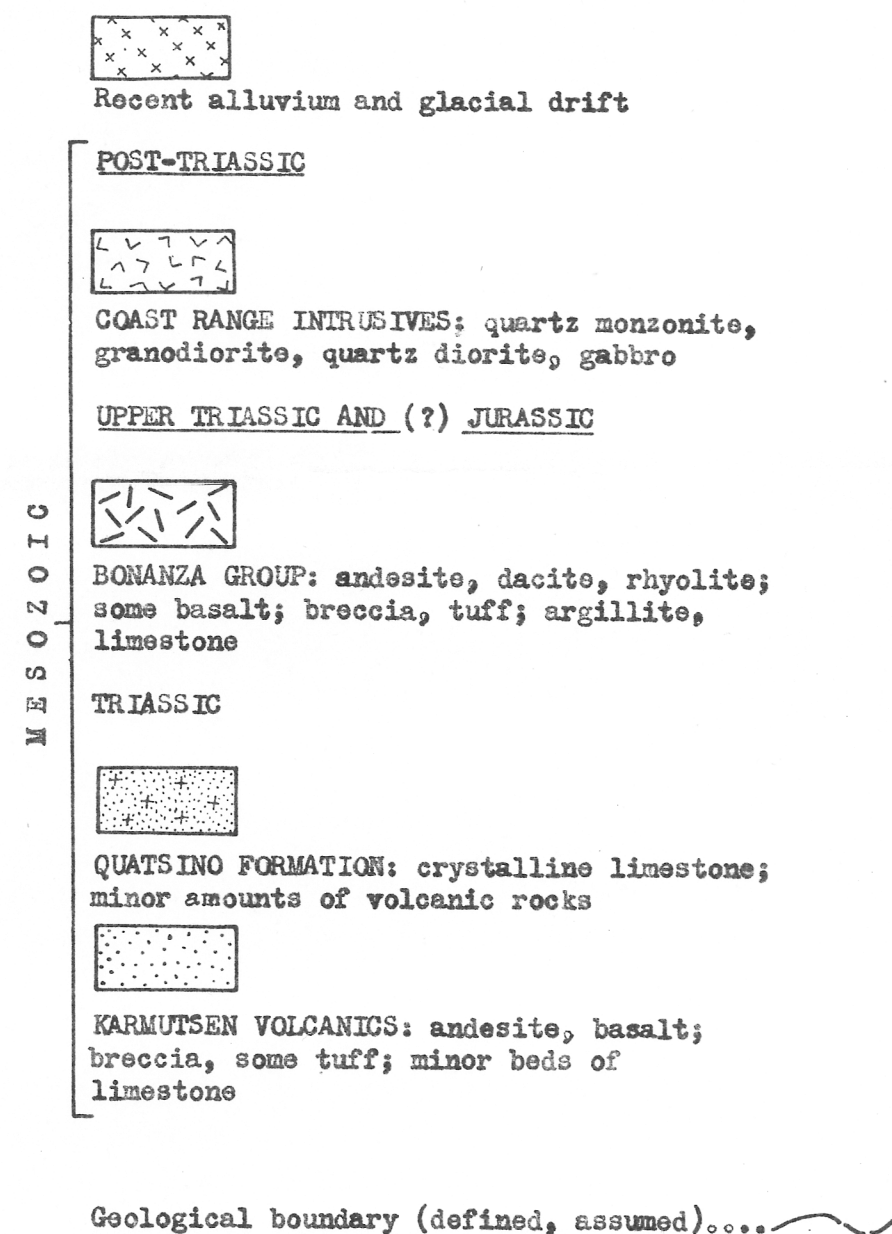 Recent alluvium and glacial drift
POST-TRIASSIC
COAST RANGE INTRUSIVES: quartz monzonite,
granodiorite, quartz diorite, gabbro
UPPER TRIASSIC AND (?) JURASSIC
BONANZA GROUP: andesite, dacite, rhyolite;
some basalt; breccia, tuff; argillite,
limestone
MESOZOIC
TRIASSIC
QUATSINO FORMATION: crystalline limestone;
minor amounts of volcanic rocks
KARMUTSEN VOLCANICS: andesite, basalt;
breccia, some tuff; minor beds of
limestone
Geological boundary (defined, assumed)....